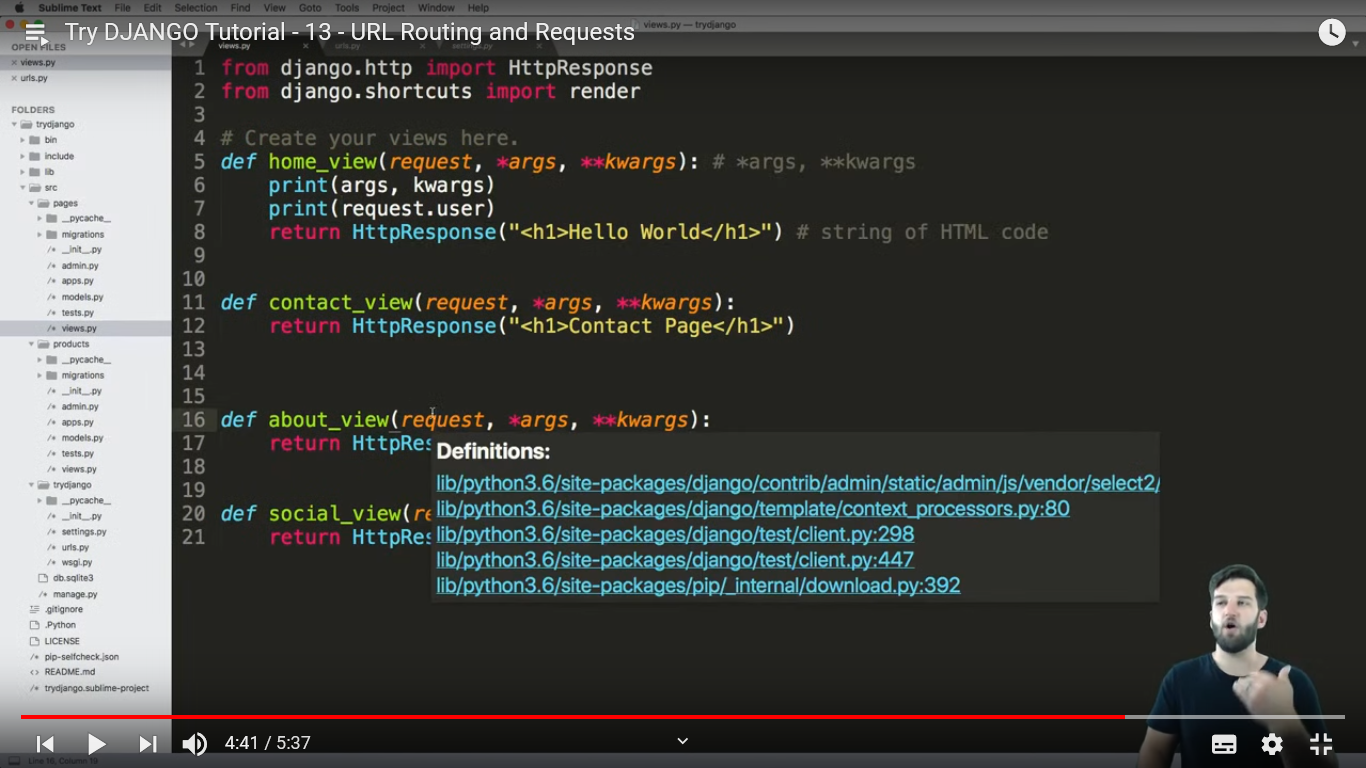 Sublime Text File Edit Selection Find View Goto Tools Project Window Help
views.py — trydjango
Try DJANGO Tutorial - 13 - URL Routing and Requests
OPEN FILES
views.py
urls.py
FOLDERS
trydjango
bin
include
lib
src
pages
__pycache__
migrations
__init__.py
admin.py
apps.py
models.py
tests.py
views.py
products
__pycache__
migrations
__init__.py
admin.py
apps.py
models.py
tests.py
views.py
trydjango
__pycache__
__init__.py
settings.py
urls.py
wsgi.py
db.sqlite3
manage.py
.gitignore
.Python
LICENSE
pip-selfcheck.json
README.md
trydjango.sublime-project
views.py urls.py settings.py
1 from django.http import HttpResponse
2 from django.shortcuts import render
3
4 # Create your views here.
5 def home_view(request, *args, **kwargs): # *args, **kwargs
6 print(args, kwargs)
7 print(request.user)
8 return HttpResponse("<h1>Hello World</h1>") # string of HTML code
9
10
11 def contact_view(request, *args, **kwargs):
12 return HttpResponse("<h1>Contact Page</h1>")
13
14
15
16 def about_view(request, *args, **kwargs):
17 return HttpRes
18
19
20 def social_view(re
21 return HttpRes
Definitions:
lib/python3.6/site-packages/django/contrib/admin/static/admin/js/vendor/select2/
lib/python3.6/site-packages/django/template/context_processors.py:80
lib/python3.6/site-packages/django/test/client.py:298
lib/python3.6/site-packages/django/test/client.py:447
lib/python3.6/site-packages/pip/_internal/download.py:392
4:41 / 5:37
Line 16, Column 19